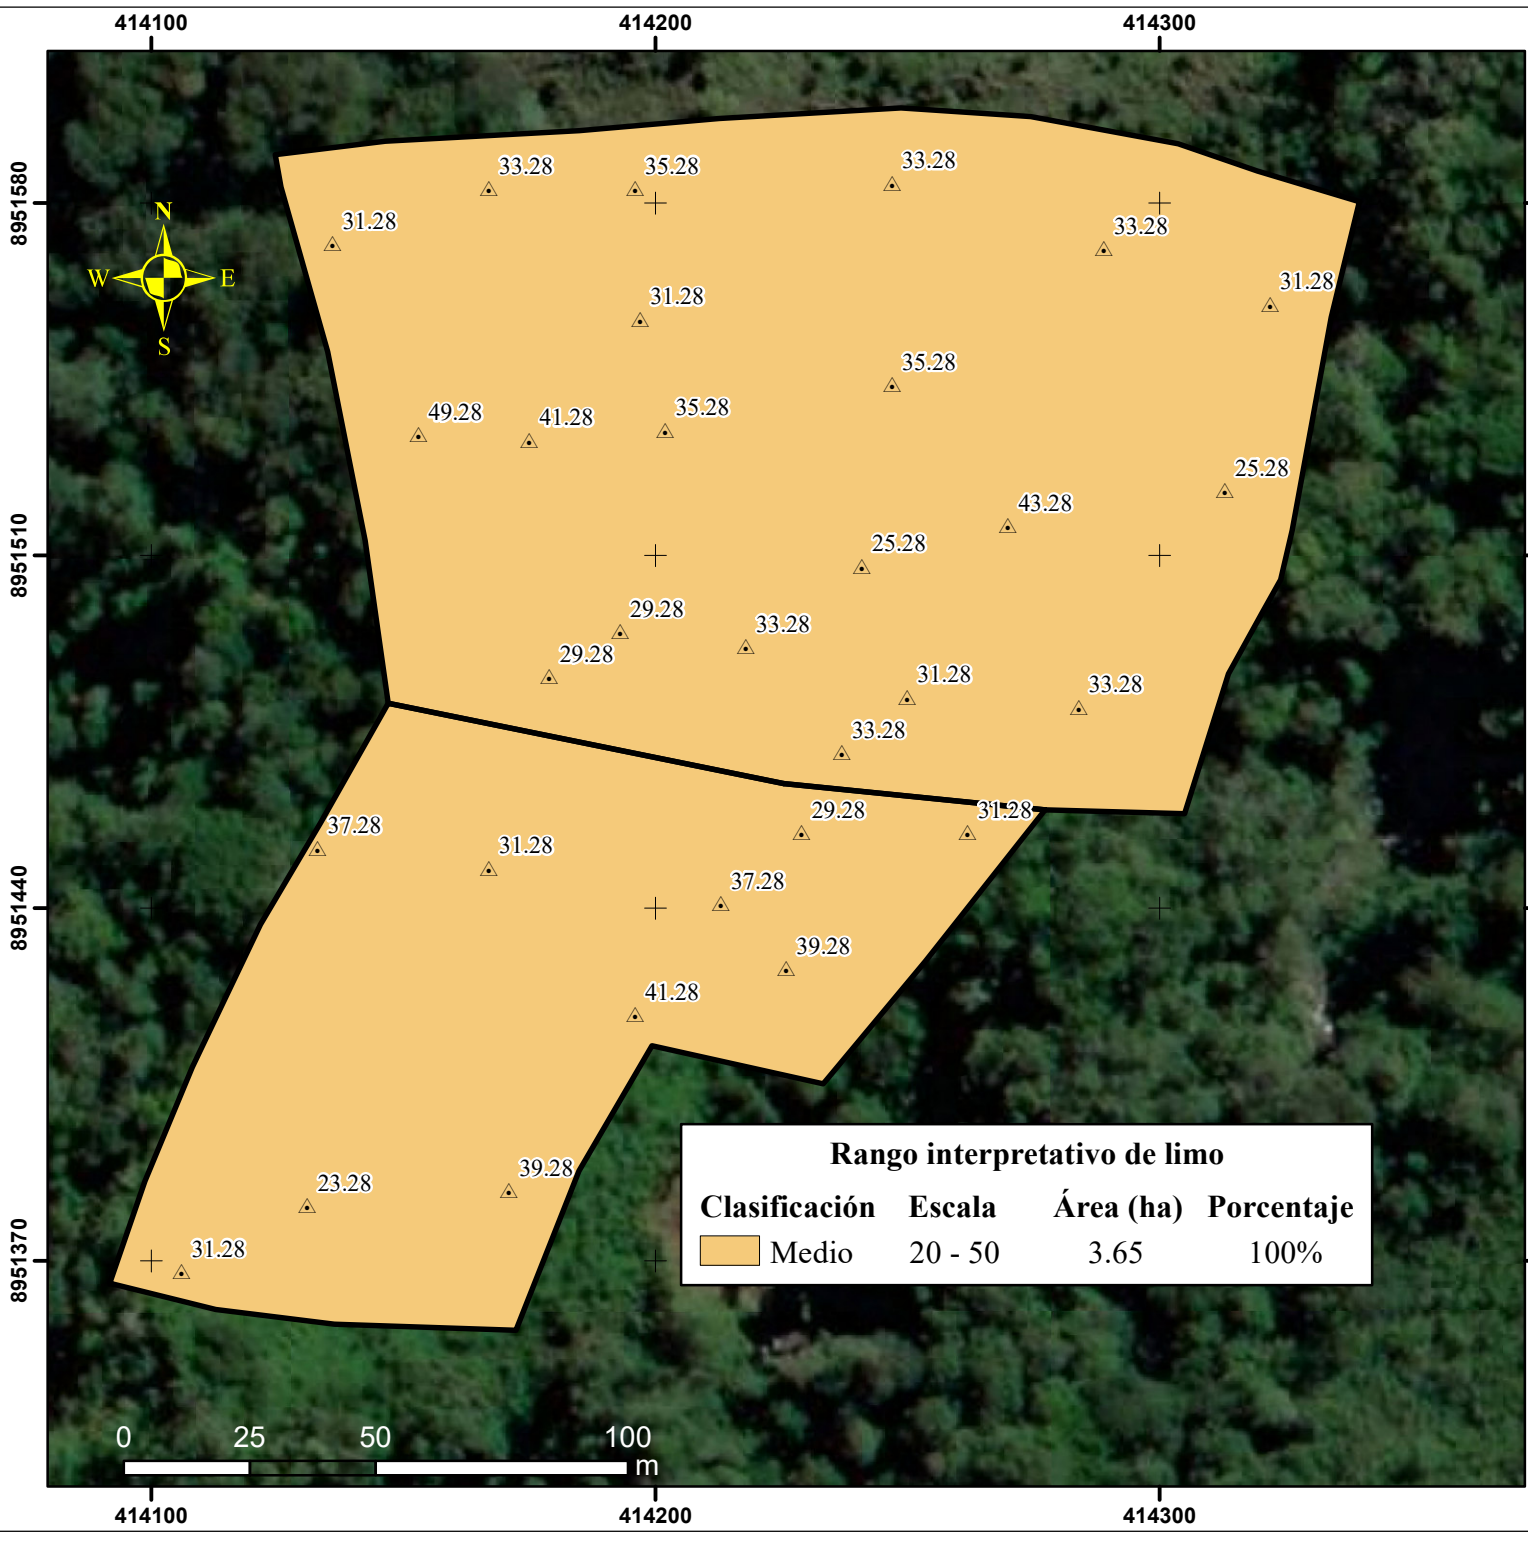 414100 414200 414300
33.28 35.28 33.28
8951580
N
31.28
33.28
W E
31.28
31.28
S
35.28
49.28 41.28 35.28
25.28
43.28
8951510
25.28
29.28
33.28
29.28
31.28
33.28
33.28
29.28 31.28
37.28
31.28
37.28
8951440
39.28
41.28
39.28
23.28
31.28
8951370
Rango interpretativo de limo
Clasificación Escala Área (ha) Porcentaje
Medio 20 - 50 3.65 100%
0 25 50 100
m
414100 414200 414300